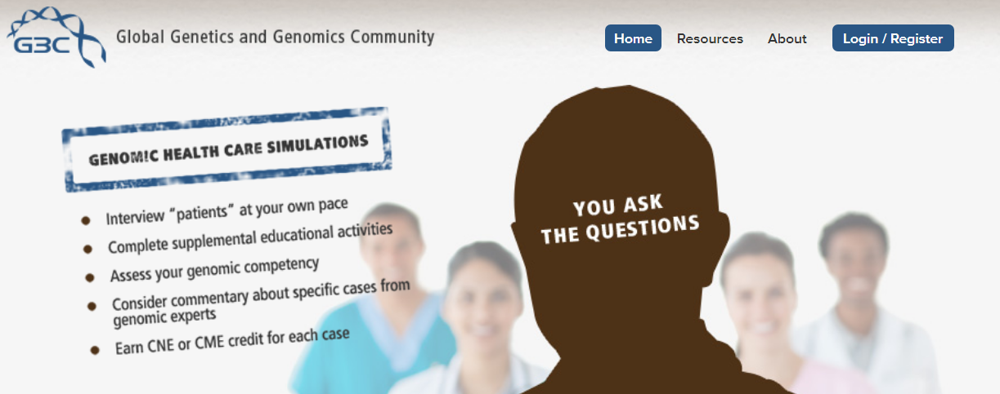 G3C
Global Genetics and Genomics Community
Home
Resources
About
Login / Register
GENOMIC HEALTH CARE SIMULATIONS
Interview “patients” at your own pace
Complete supplemental educational activities
Assess your genomic competency
Consider commentary about specific cases from
genomic experts
Earn CNE or CME credit for each case
YOU ASK
THE QUESTIONS